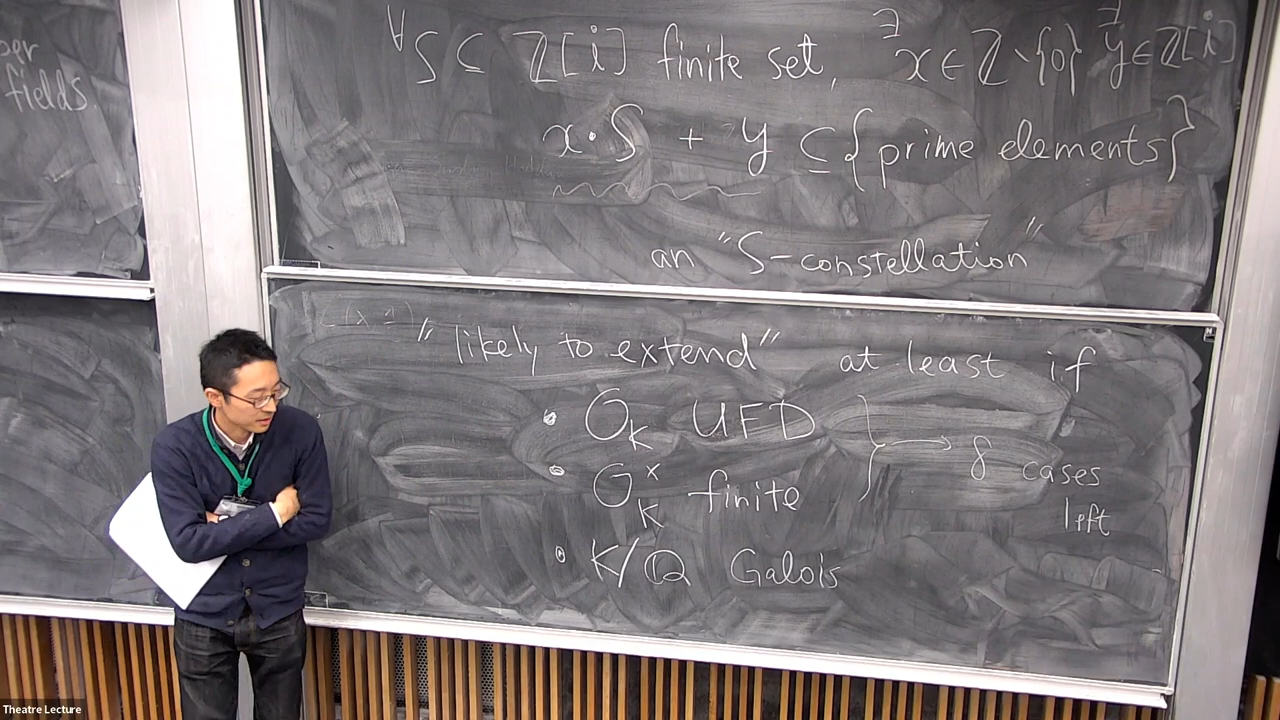 per
fields.
∀S ⊆ ℤ[i] finite set, ∃x ∈ ℤ∖{0} ∃y ∈ ℤ[i]
x·S + y ⊆ {prime elements}
an "S-constellation"
"likely to extend" at least if
• O_K UFD
• O_K^× finite
→ 8 cases
left
• K/ℚ Galois
Theatre Lecture